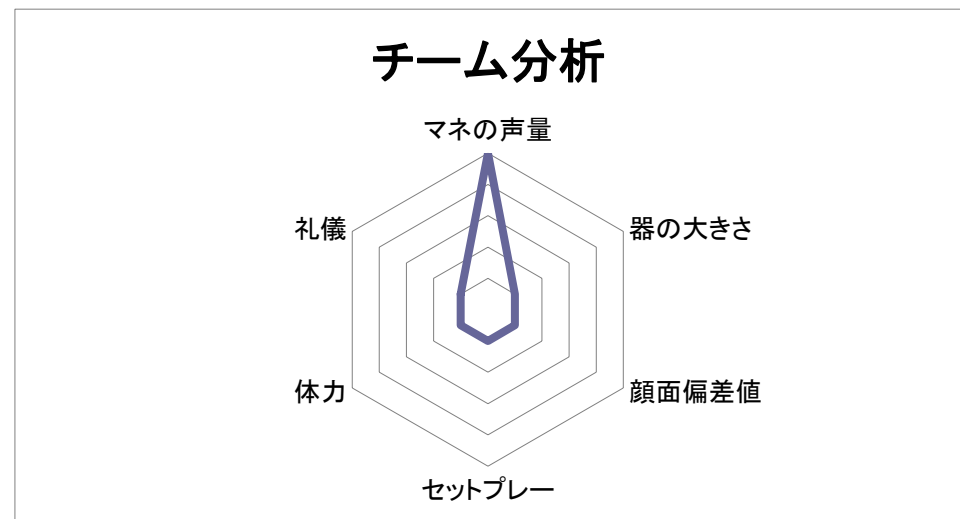 チーム分析
マネの声量
礼儀
器の大きさ
体力
顔面偏差値
セットプレー